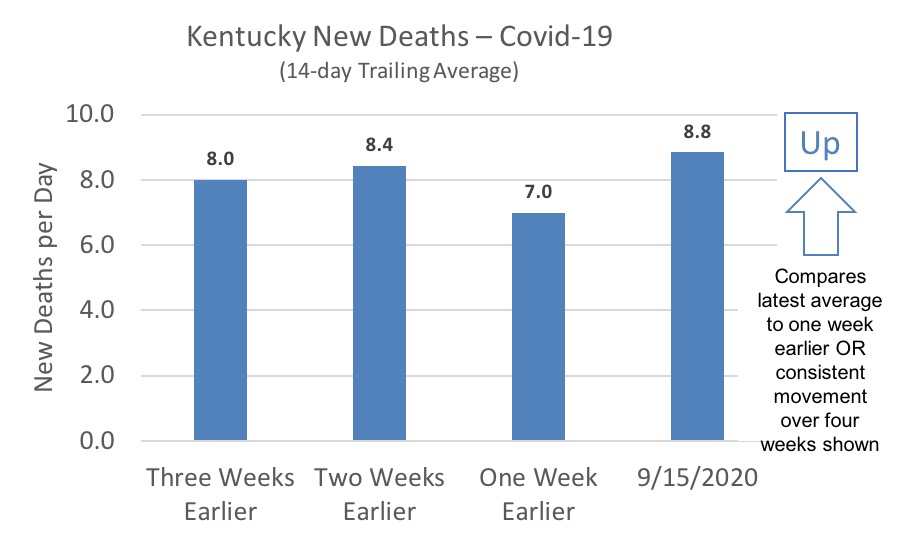 Kentucky New Deaths – Covid-19
(14-day Trailing Average)
New Deaths per Day
10.0
8.0
6.0
4.0
2.0
0.0
8.0
8.4
7.0
8.8
Three Weeks
Earlier
Two Weeks
Earlier
One Week
Earlier
9/15/2020
Up
Compares
latest average
to one week
earlier OR
consistent
movement
over four
weeks shown